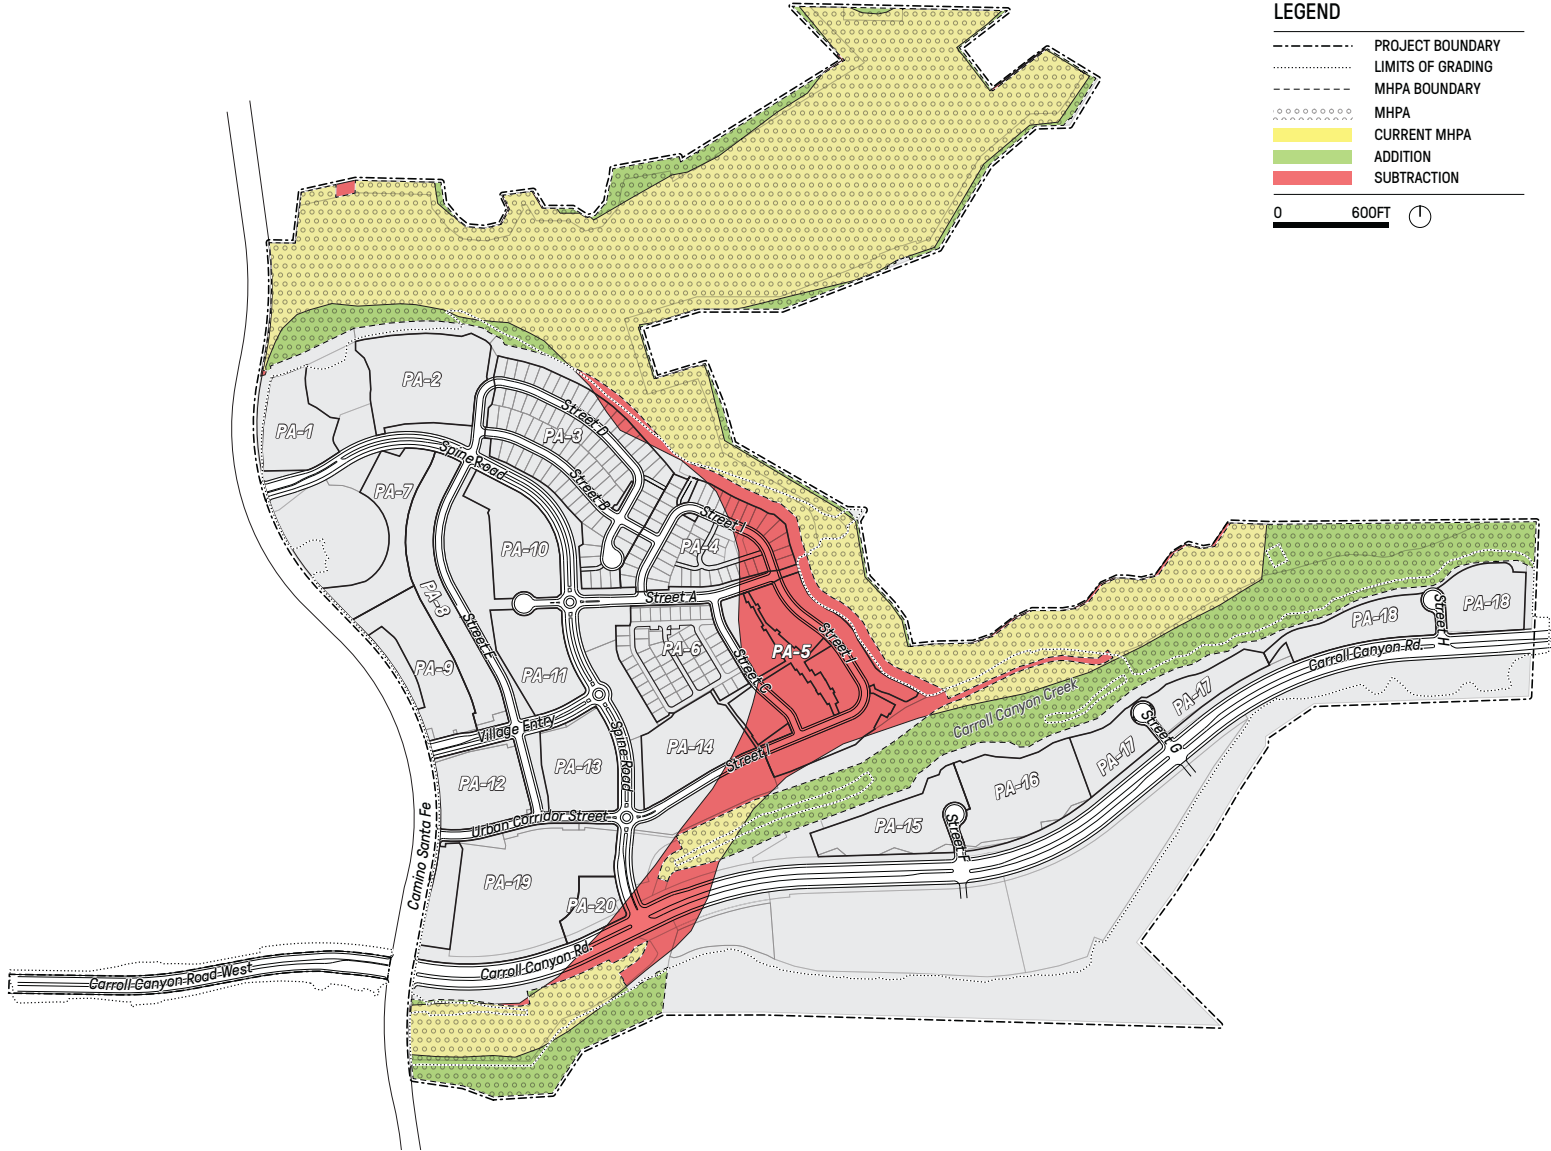 LEGEND
PROJECT BOUNDARY
LIMITS OF GRADING
MHPA BOUNDARY
MHPA
CURRENT MHPA
ADDITION
SUBTRACTION
0 600FT
PA-2
PA-1
PA-3
Street D
Spine Road
Street B
PA-7
PA-10
Street J
PA-4
PA-8
Street A
Street E
PA-6
PA-5
Street J
PA-9
PA-11
Street C
Village Entry
Spine Road
PA-14
Street I
PA-12
PA-13
Urban Corridor Street
Camino Santa Fe
PA-19
PA-20
Carroll Canyon Rd.
Carroll Canyon Road West
Carroll Canyon Creek
PA-15
Street F
PA-16
PA-17
Street G
PA-17
Carroll Canyon Rd.
PA-18
Street H
PA-18